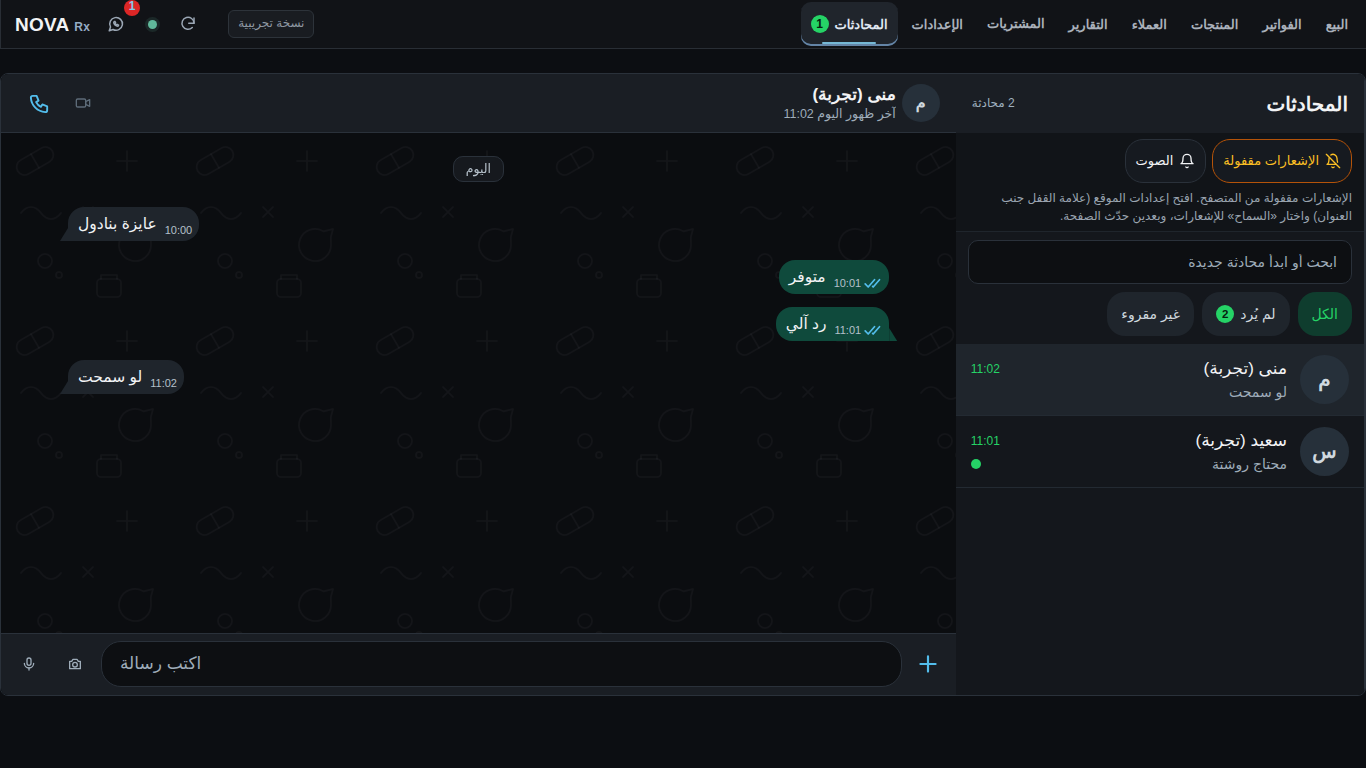 البيع
الفواتير
المنتجات
العملاء
التقارير
المشتريات
الإعدادات
المحادثات 1
نسخة تجريبية
1
NOVA Rx
المحادثات
2 محادثة
الإشعارات مقفولة
الصوت
الإشعارات مقفولة من المتصفح. افتح إعدادات الموقع (علامة القفل جنب
العنوان) واختار «السماح» للإشعارات، وبعدين حدّث الصفحة.
ابحث أو ابدأ محادثة جديدة
الكل
لم يُرد 2
غير مقروء
م
منى (تجربة)
11:02
لو سمحت
س
سعيد (تجربة)
11:01
محتاج روشتة
م
منى (تجربة)
آخر ظهور اليوم 11:02
اليوم
عايزة بنادول
10:00
متوفر
10:01
رد آلي
11:01
لو سمحت
11:02
اكتب رسالة